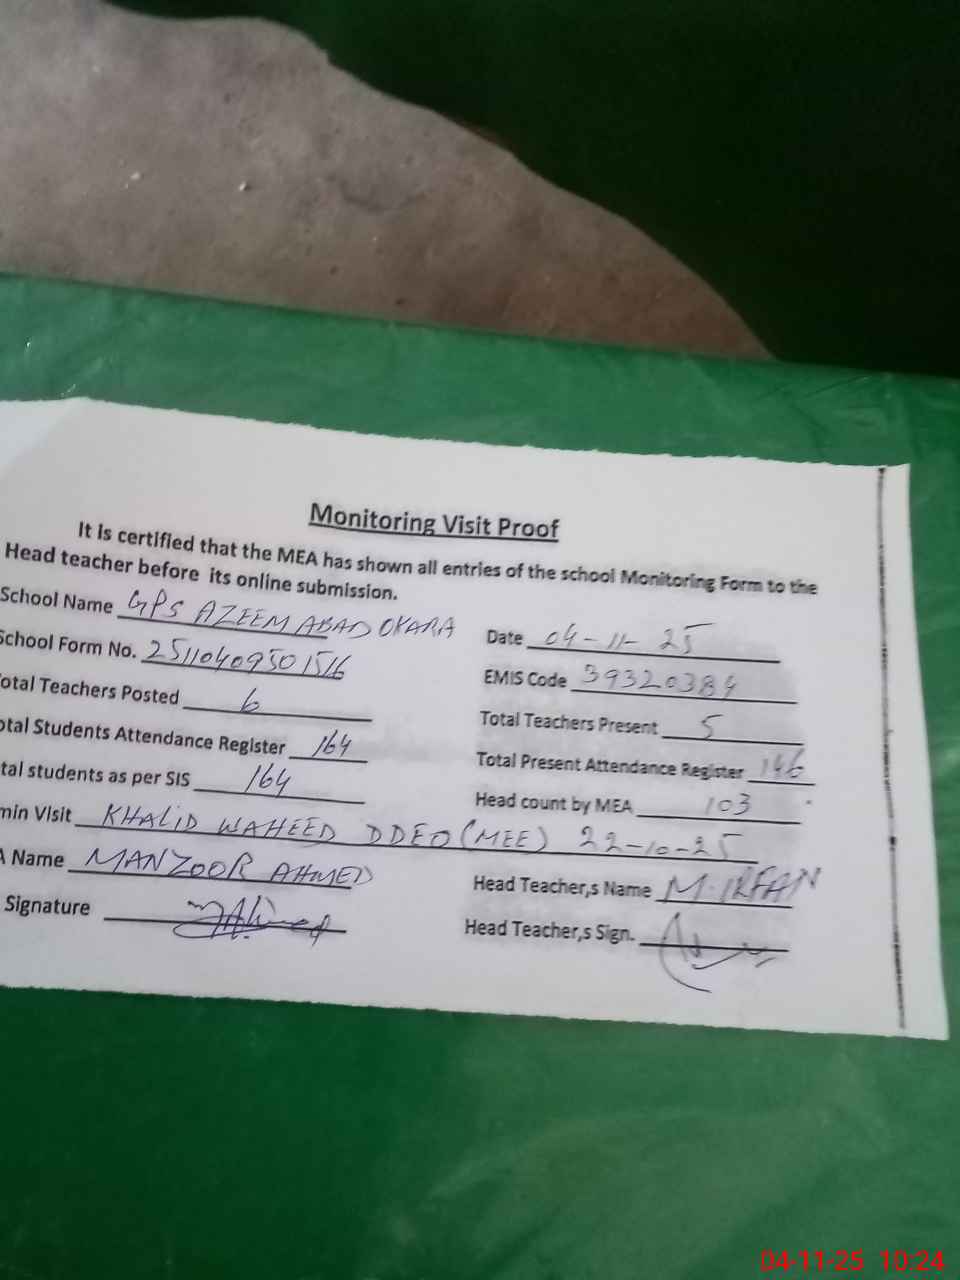 Monitoring Visit Proof
It is certified that the MEA has shown all entries of the school Monitoring Form to the
Head teacher before its online submission.
School Name GPS AZEEM ABAD OKARA
Date 04-11-25
School Form No. 2511040950 1516
EMIS Code 39320384
otal Teachers Posted 6
Total Teachers Present 5
otal Students Attendance Register 164
Total Present Attendance Register 146
tal students as per SIS 164
Head count by MEA 103
min Visit KHALID WAHEED DDEO (MEE) 22-10-25
A Name MANZOOR AHMED
Head Teacher,s Name M. IRFAN
Signature
Head Teacher,s Sign.
04-11-25 10:24